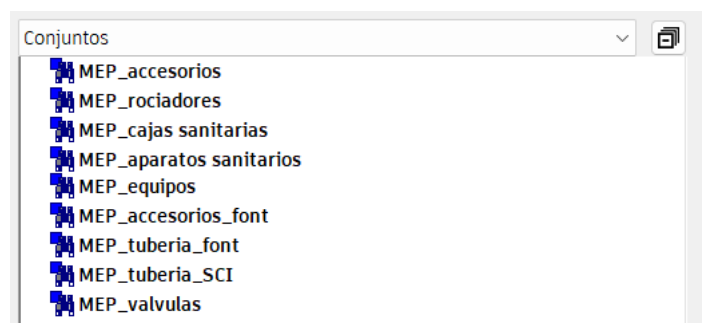 Conjuntos
MEP_accesorios
MEP_rociadores
MEP_cajas sanitarias
MEP_aparatos sanitarios
MEP_equipos
MEP_accesorios_font
MEP_tuberia_font
MEP_tuberia_SCI
MEP_valvulas